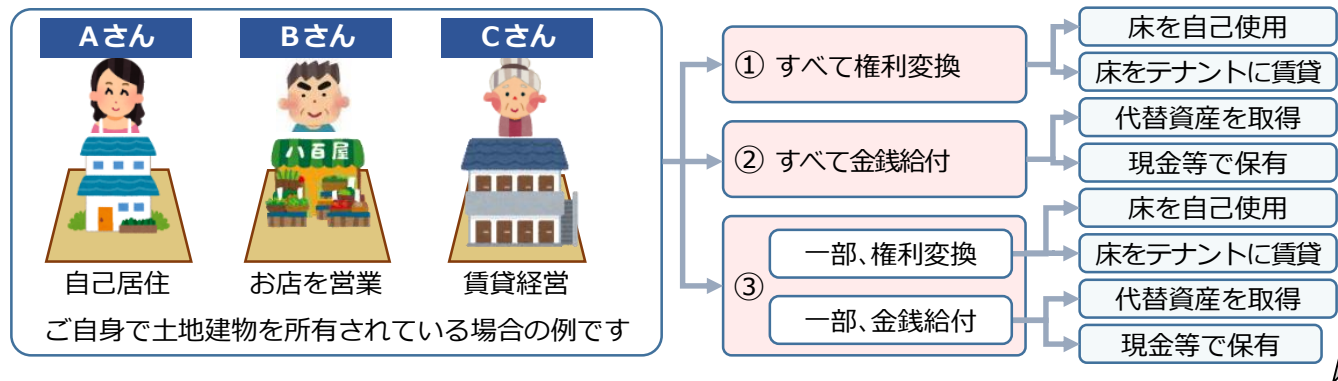 Aさん
Bさん
Cさん
八百屋
自己居住
お店を営業
賃貸経営
ご自身で土地建物を所有されている場合の例です
① すべて権利変換
床を自己使用
床をテナントに賃貸
② すべて金銭給付
代替資産を取得
現金等で保有
③
一部、権利変換
床を自己使用
床をテナントに賃貸
一部、金銭給付
代替資産を取得
現金等で保有